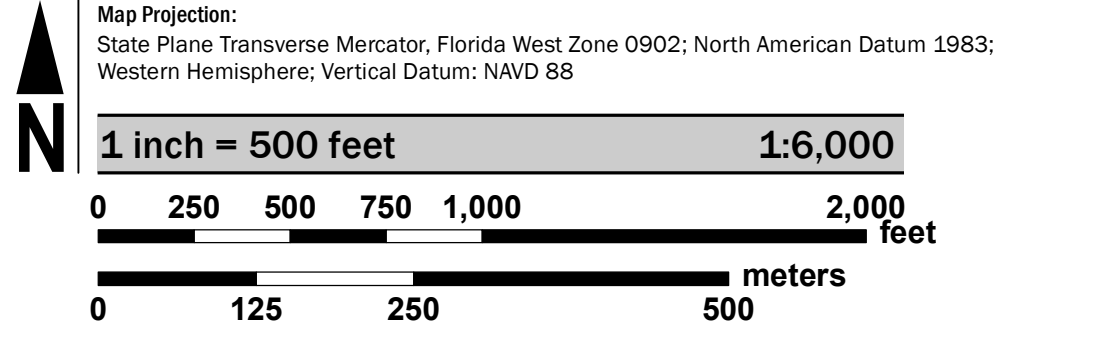 Map Projection:
State Plane Transverse Mercator, Florida West Zone 0902; North American Datum 1983;
Western Hemisphere; Vertical Datum: NAVD 88
N
1 inch = 500 feet 1:6,000
0 250 500 750 1,000 2,000
feet
meters
0 125 250 500